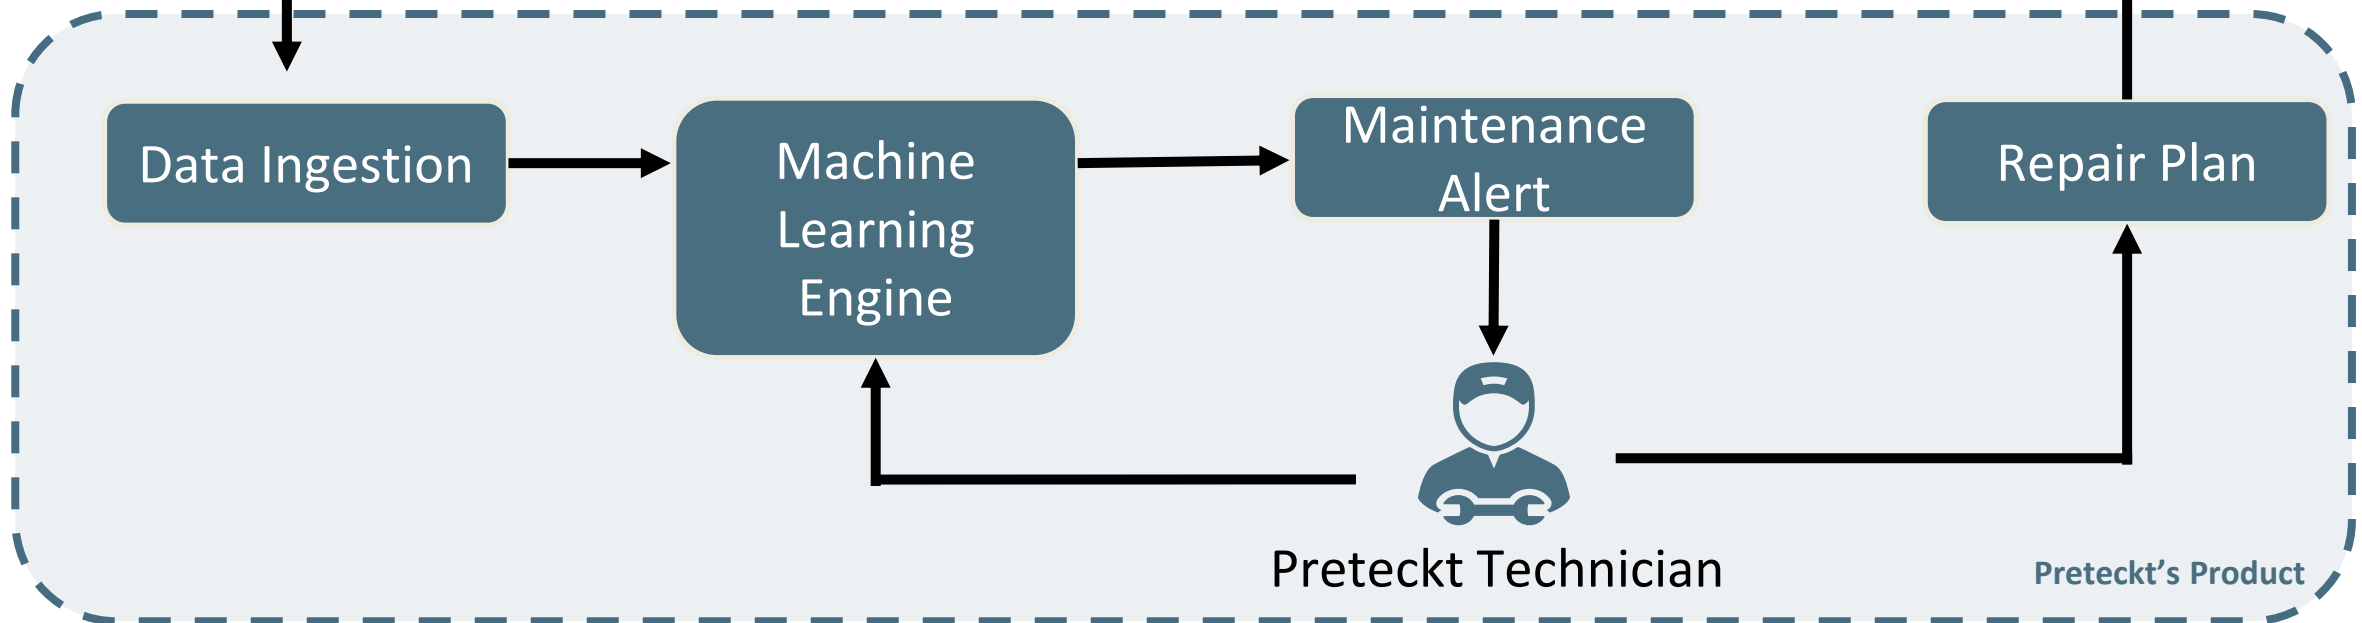 Data Ingestion
Machine
Learning
Engine
Maintenance
Alert
Repair Plan
Preteckt Technician
Preteckt’s Product